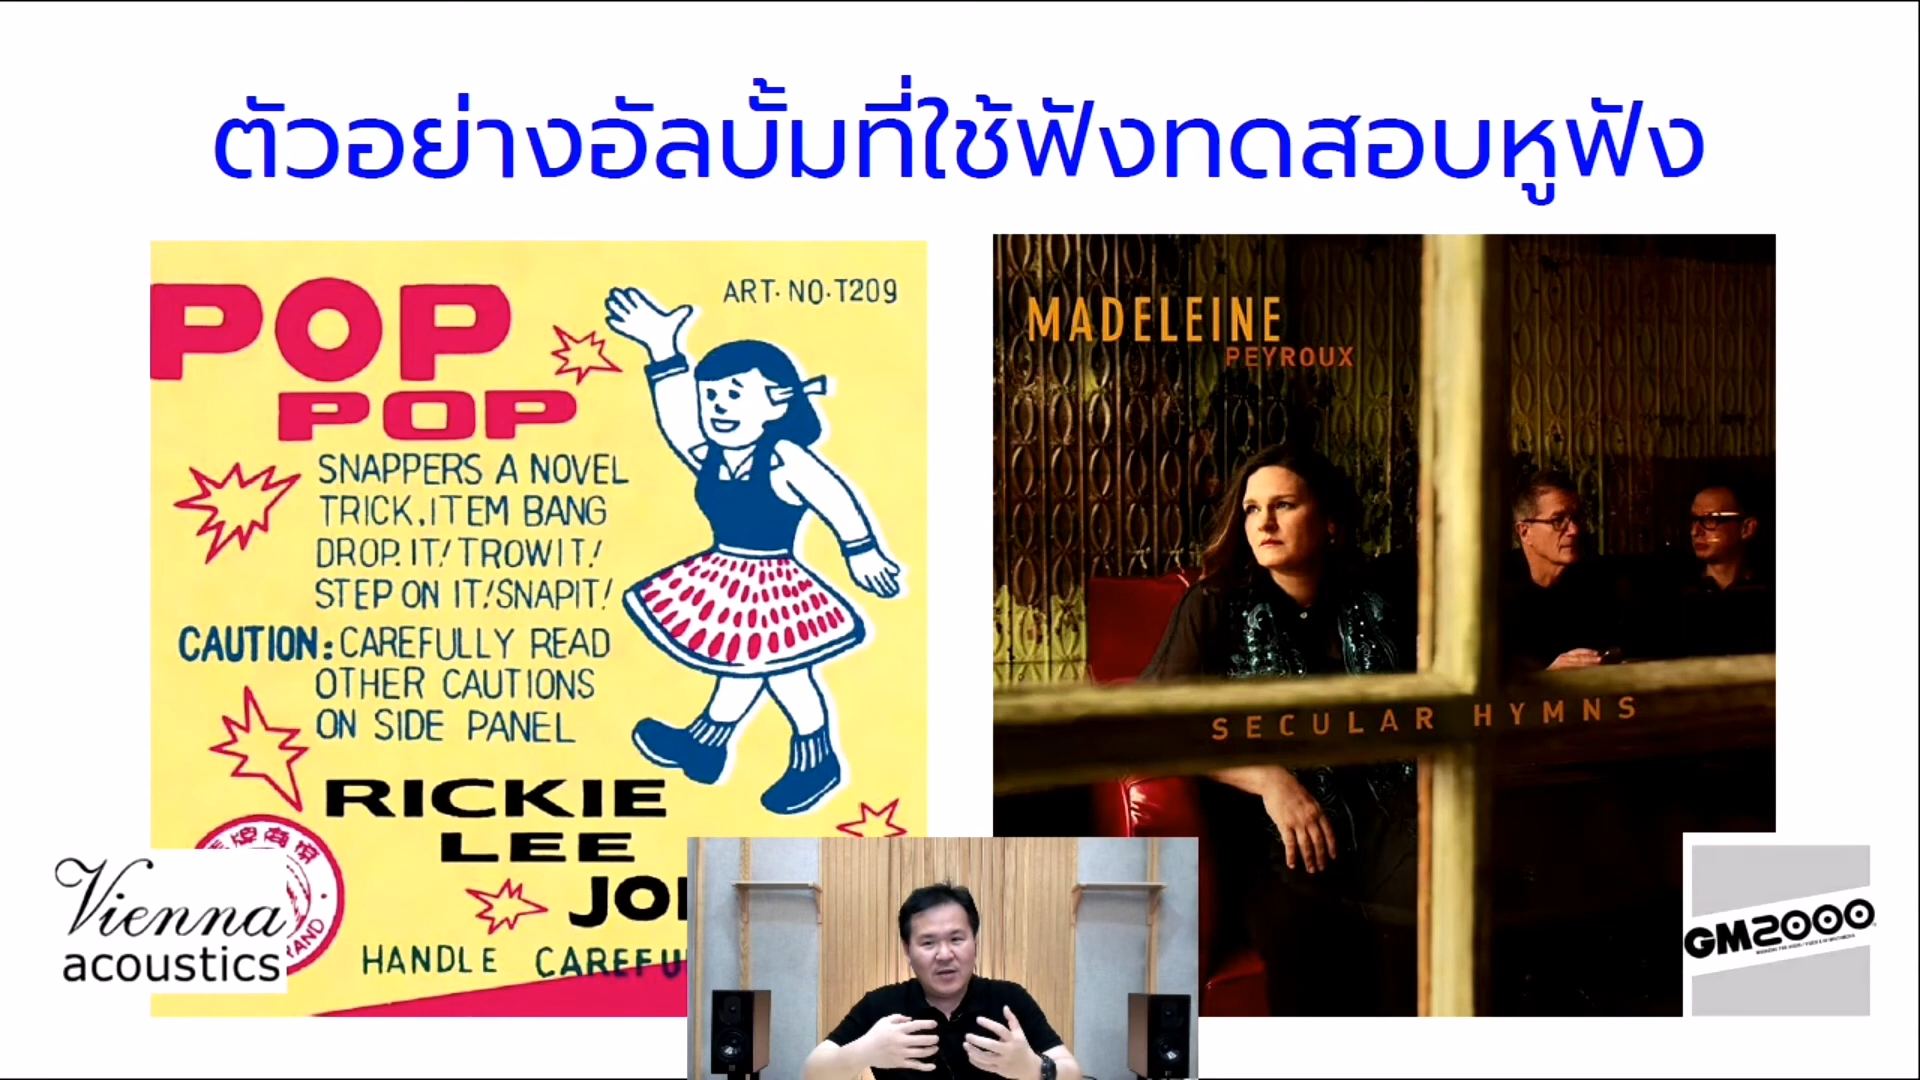 ตัวอย่างอัลบั้มที่ใช้ฟังทดสอบหูฟัง
POP
POP
ART. NO. T209
SNAPPERS A NOVEL
TRICK.ITEM BANG
DROP. IT! TROWIT!
STEP ON IT!SNAPIT!
CAUTION: CAREFULLY READ
OTHER CAUTIONS
ON SIDE PANEL
RICKIE
LEE
JO
HANDLE CAREFU
MADELEINE
PEYROUX
SECULAR HYMNS
Vienna
acoustics
GM2000